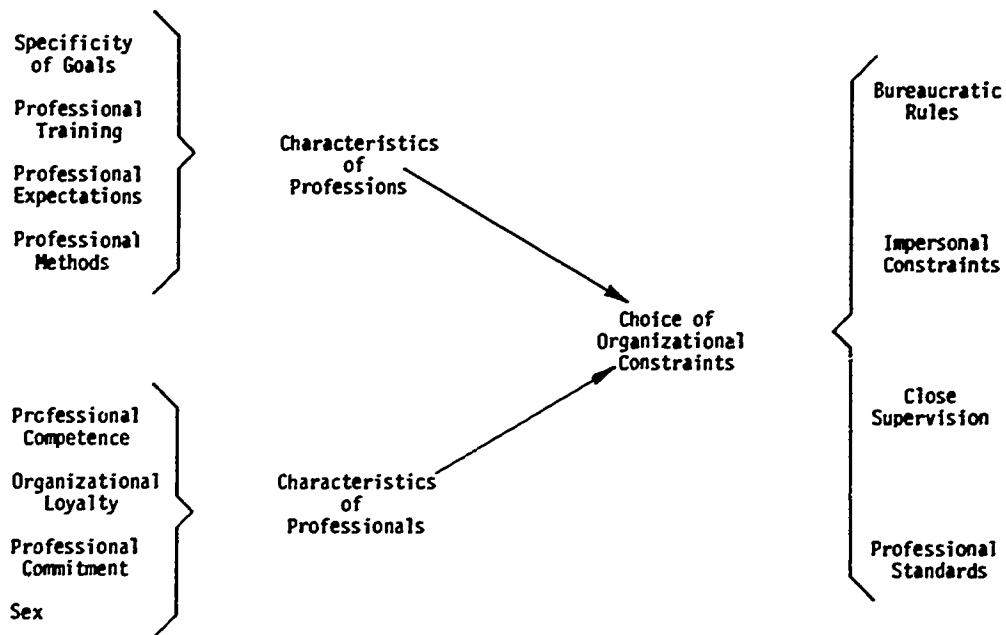 Specificity
of Goals
Professional
Training
Professional
Expectations
Professional
Methods
Characteristics
of
Professions
Professional
Competence
Organizational
Loyalty
Professional
Commitment
Sex
Characteristics
of
Professionals
Choice of
Organizational
Constraints
Bureaucratic
Rules
Impersonal
Constraints
Close
Supervision
Professional
Standards